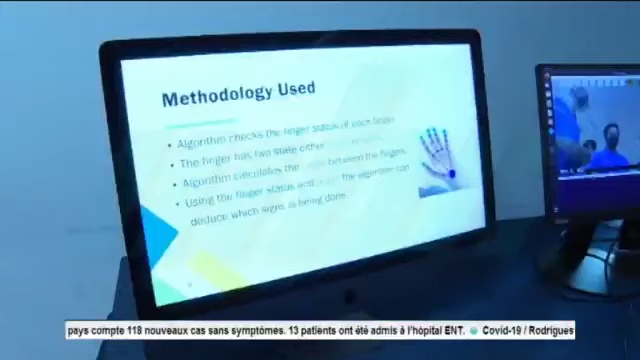 Methodology Used
• Algorithm checks the finger status of each finger
• The finger has two state either
• Algorithm calculates the between the fingers
• Using the finger status and the algorithm can
deduce which signs is being done.
pays compte 118 nouveaux cas sans symptômes. 13 patients ont été admis à l'hôpital ENT. Covid-19 / Rodrigues